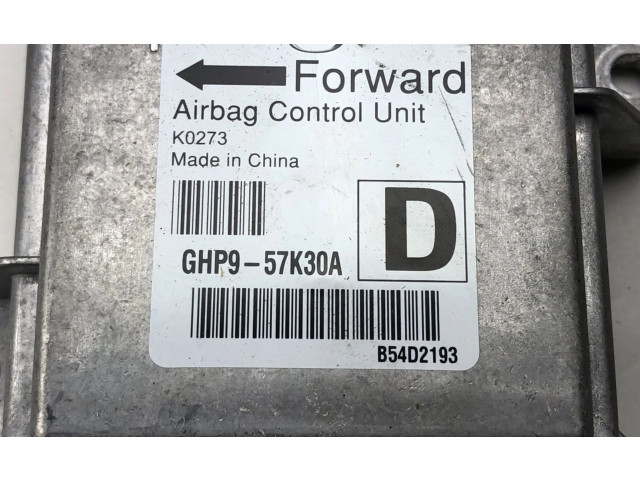 Forward
Airbag Control Unit
K0273
Made in China
D
GHP9-57K30A
B54D2193